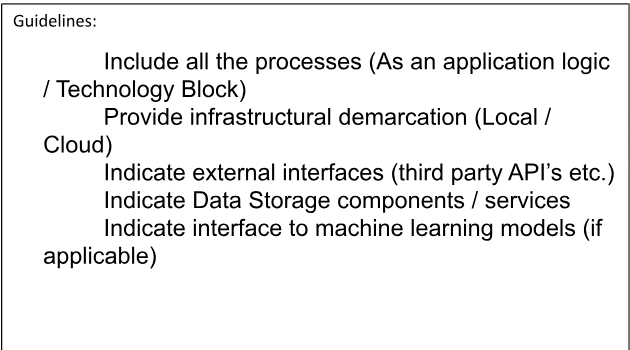 Guidelines:
Include all the processes (As an application logic
/ Technology Block)
Provide infrastructural demarcation (Local /
Cloud)
Indicate external interfaces (third party API’s etc.)
Indicate Data Storage components / services
Indicate interface to machine learning models (if
applicable)